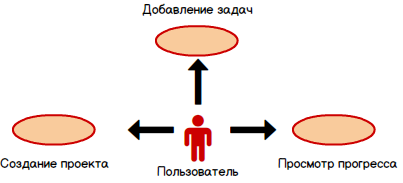 Добавление задач
Создание проекта
Пользователь
Просмотр прогресса